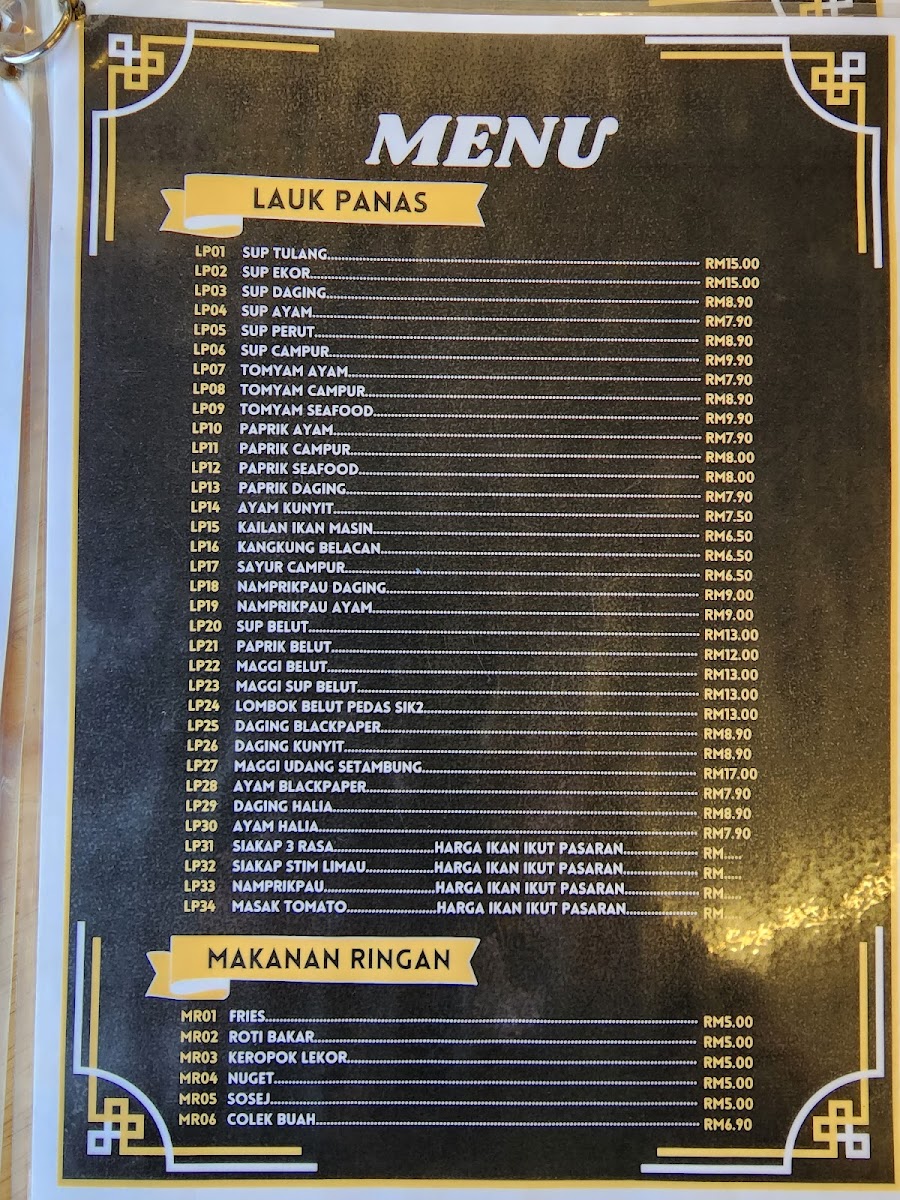 MENU
LAUK PANAS
LP01 SUP TULANG........RM15.00
LP02 SUP EKOR........RM15.00
LP03 SUP DAGING........RM8.90
LP04 SUP AYAM........RM7.90
LP05 SUP PERUT........RM8.90
LP06 SUP CAMPUR........RM9.90
LP07 TOMYAM AYAM........RM7.90
LP08 TOMYAM CAMPUR........RM8.90
LP09 TOMYAM SEAFOOD........RM9.90
LP10 PAPRIK AYAM........RM7.90
LP11 PAPRIK CAMPUR........RM8.00
LP12 PAPRIK SEAFOOD........RM8.00
LP13 PAPRIK DAGING........RM7.90
LP14 AYAM KUNYIT........RM7.50
LP15 KAILAN IKAN MASIN........RM6.50
LP16 KANGKUNG BELACAN........RM6.50
LP17 SAYUR CAMPUR........RM6.50
LP18 NAMPRIKPAU DAGING........RM9.00
LP19 NAMPRIKPAU AYAM........RM9.00
LP20 SUP BELUT........RM13.00
LP21 PAPRIK BELUT........RM12.00
LP22 MAGGI BELUT........RM13.00
LP23 MAGGI SUP BELUT........RM13.00
LP24 LOMBOK BELUT PEDAS SIK2........RM13.00
LP25 DAGING BLACKPAPER........RM8.90
LP26 DAGING KUNYIT........RM8.90
LP27 MAGGI UDANG SETAMBUNG........RM17.00
LP28 AYAM BLACKPAPER........RM7.90
LP29 DAGING HALIA........RM8.90
LP30 AYAM HALIA........RM7.90
LP31 SIAKAP 3 RASA........HARGA IKAN IKUT PASARAN........RM.....
LP32 SIAKAP STIM LIMAU........HARGA IKAN IKUT PASARAN........RM.....
LP33 NAMPRIKPAU........HARGA IKAN IKUT PASARAN........RM.....
LP34 MASAK TOMATO........HARGA IKAN IKUT PASARAN........RM.....
MAKANAN RINGAN
MR01 FRIES........RM5.00
MR02 ROTI BAKAR........RM5.00
MR03 KEROPOK LEKOR........RM5.00
MR04 NUGET........RM5.00
MR05 SOSEJ........RM5.00
MR06 COLEK BUAH........RM6.90